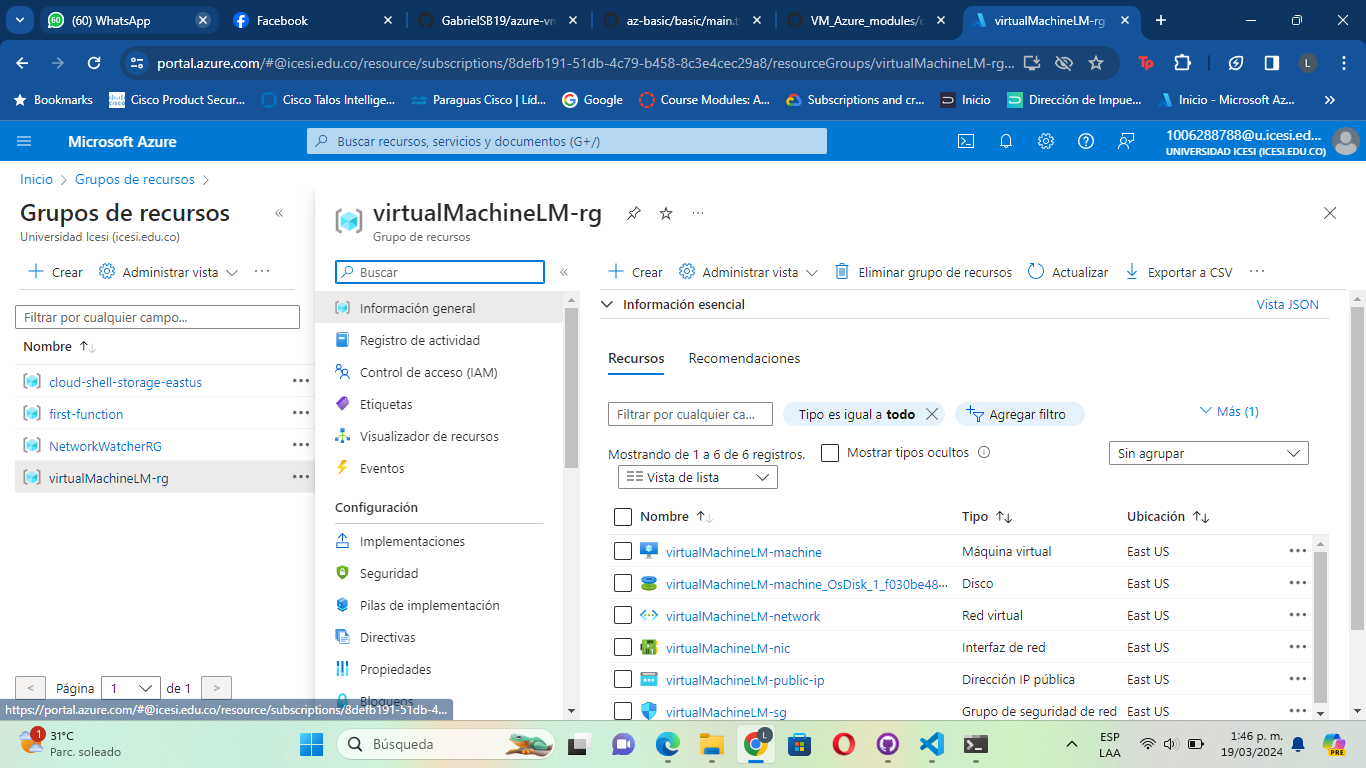 (60) WhatsApp
Facebook
GabrielSB19/azure-vn
az-basic/basic/main.t
VM_Azure_modules/c
virtualMachineLM-rg
portal.azure.com/#@icesi.edu.co/resource/subscriptions/8defb191-51db-4c79-b458-8c3e4cec29a8/resourceGroups/virtualMachineLM-rg...
Bookmarks
Cisco Product Secur...
Cisco Talos Intellige...
Paraguas Cisco | Líd...
Google
Course Modules: A...
Subscriptions and cr...
Inicio
Dirección de Impue...
Inicio - Microsoft Az...
Microsoft Azure
Buscar recursos, servicios y documentos (G+/)
1006288788@u.icesi.ed...
UNIVERSIDAD ICESI (ICESI.EDU.CO)
Inicio > Grupos de recursos >
Grupos de recursos
Universidad Icesi (icesi.edu.co)
Crear
Administrar vista
Filtrar por cualquier campo...
Nombre
cloud-shell-storage-eastus
first-function
NetworkWatcherRG
virtualMachineLM-rg
< Página 1 de 1 >
https://portal.azure.com/#@icesi.edu.co/resource/subscriptions/8defb191-51db-4...
virtualMachineLM-rg
Grupo de recursos
Buscar
Información general
Registro de actividad
Control de acceso (IAM)
Etiquetas
Visualizador de recursos
Eventos
Configuración
Implementaciones
Seguridad
Pilas de implementación
Directivas
Propiedades
Bloqueos
Crear
Administrar vista
Eliminar grupo de recursos
Actualizar
Exportar a CSV
Información esencial
Vista JSON
Recursos
Recomendaciones
Filtrar por cualquier ca...
Tipo es igual a todo
Agregar filtro
Más (1)
Mostrando de 1 a 6 de 6 registros.
Mostrar tipos ocultos
Sin agrupar
Vista de lista
Nombre Tipo Ubicación
virtualMachineLM-machine Máquina virtual East US
virtualMachineLM-machine_OsDisk_1_f030be48... Disco East US
virtualMachineLM-network Red virtual East US
virtualMachineLM-nic Interfaz de red East US
virtualMachineLM-public-ip Dirección IP pública East US
virtualMachineLM-sg Grupo de seguridad de red East US
1
31°C
Parc. soleado
Búsqueda
L
ESP
LAA
1:46 p. m.
19/03/2024
PRE